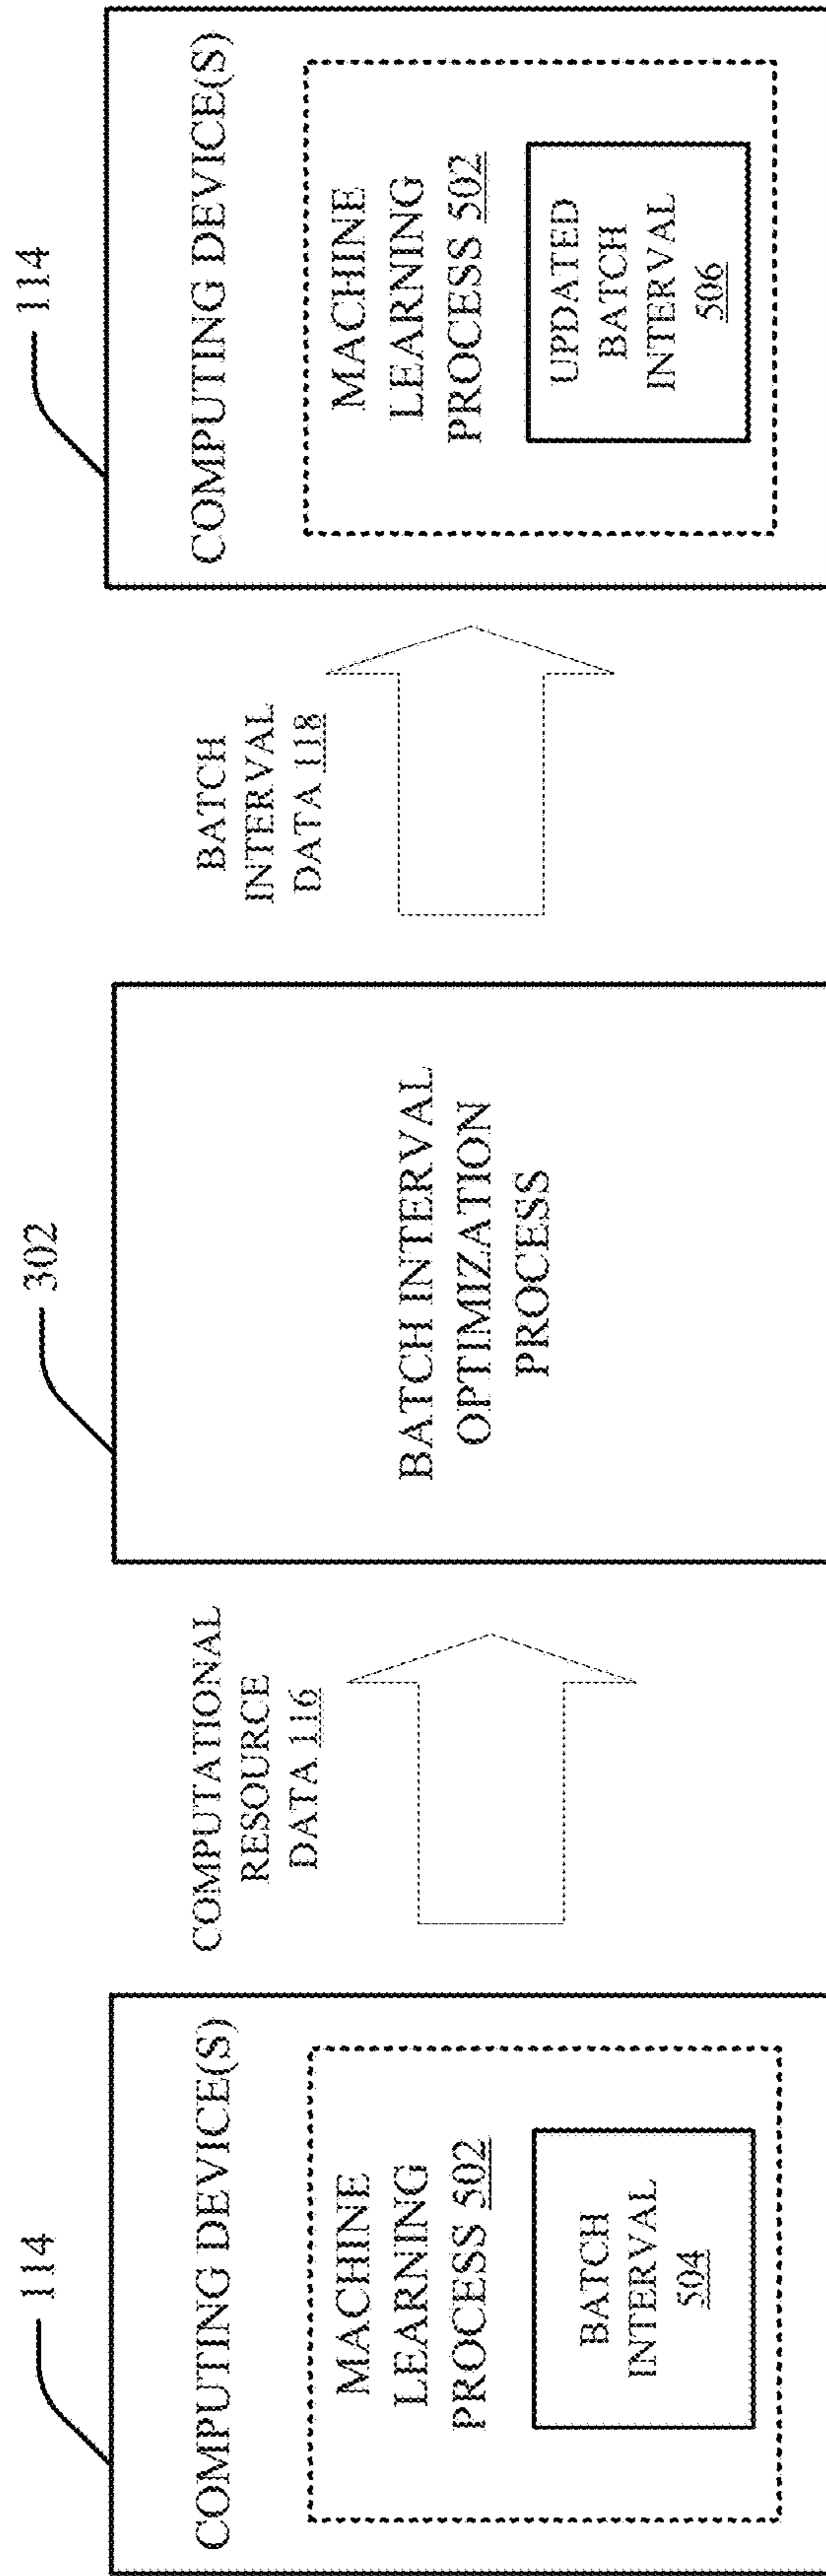 114
COMPUTING DEVICE(S)
MACHINE
LEARNING
PROCESS 502
BATCH
INTERVAL
504
COMPUTATIONAL
RESOURCE
DATA 116
302
BATCH INTERVAL
OPTIMIZATION
PROCESS
BATCH
INTERVAL
DATA 118
114
COMPUTING DEVICE(S)
MACHINE
LEARNING
PROCESS 502
UPDATED
BATCH
INTERVAL
506